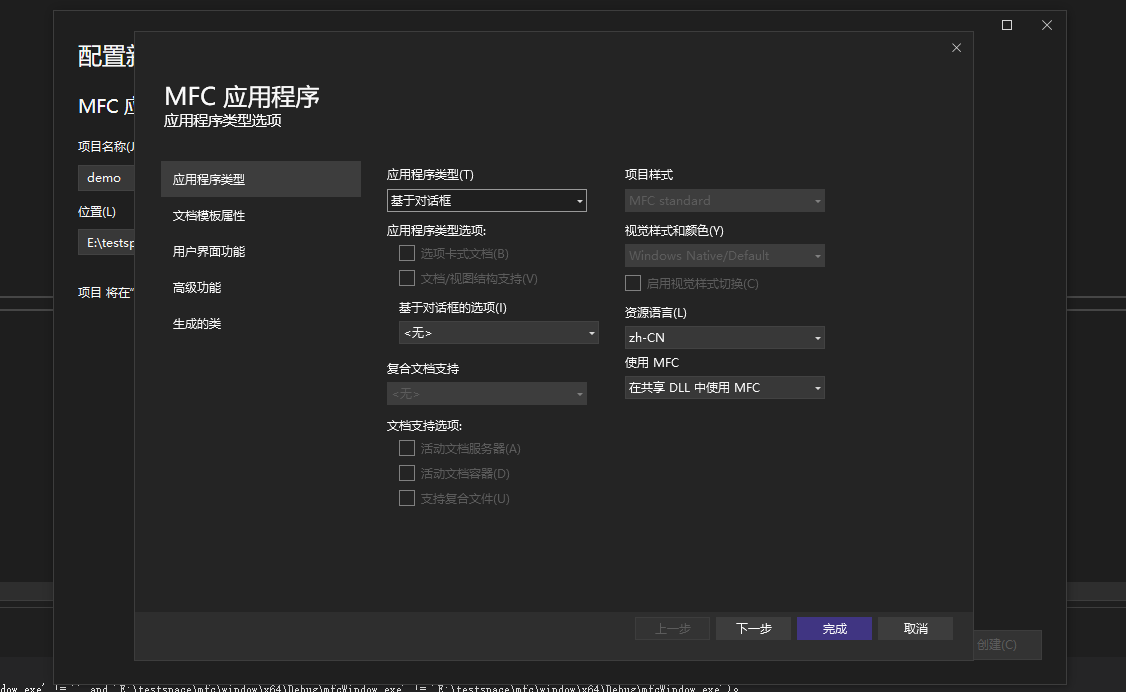 配置
MFC 应用程序
应用程序类型选项
MFC
项目名称(J
demo
位置(L)
E:\testsp
项目 将在"
应用程序类型
文档模板属性
用户界面功能
高级功能
生成的类
应用程序类型(T)
基于对话框
应用程序类型选项:
选项卡式文档(B)
文档/视图结构支持(V)
基于对话框的选项(I)
<无>
复合文档支持
<无>
文档支持选项:
活动文档服务器(A)
活动文档容器(D)
支持复合文件(U)
项目样式
MFC standard
视觉样式和颜色(Y)
Windows Native/Default
启用视觉样式切换(C)
资源语言(L)
zh-CN
使用 MFC
在共享 DLL 中使用 MFC
上一步
下一步
完成
取消
创建(C)
ndow.exe' != '' and 'E:\testspace\mfc\window\x64\Debug\mfcWindow.exe' != 'E:\testspace\mfc\window\x64\Debug\mfcWindow.exe')。